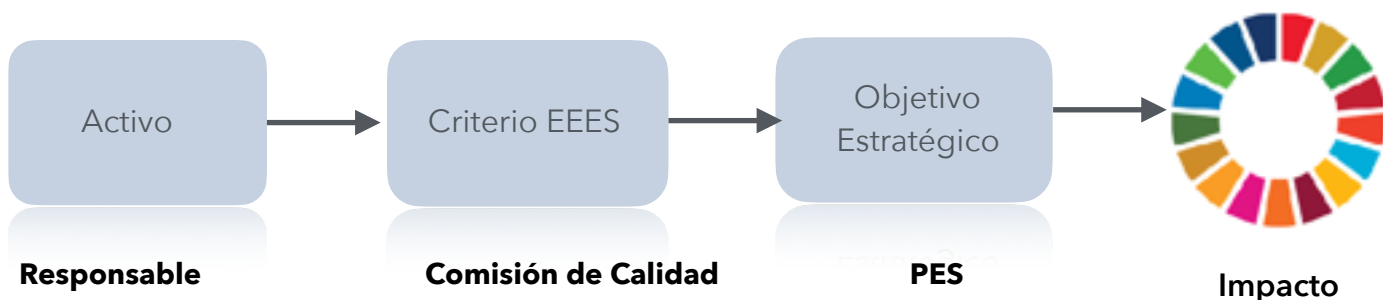 Activo
Criterio EEES
Objetivo
Estratégico
Responsable
Comisión de Calidad
PES
Impacto